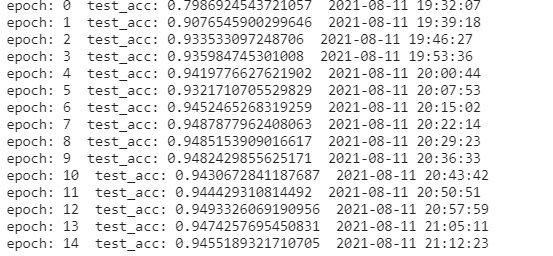 epoch: 0  test_acc: 0.7986924543721057  2021-08-11 19:32:07
epoch: 1  test_acc: 0.9076545900299646  2021-08-11 19:39:18
epoch: 2  test_acc: 0.933533097248706  2021-08-11 19:46:27
epoch: 3  test_acc: 0.935984745301008  2021-08-11 19:53:36
epoch: 4  test_acc: 0.9419776627621902  2021-08-11 20:00:44
epoch: 5  test_acc: 0.9321710705529829  2021-08-11 20:07:53
epoch: 6  test_acc: 0.9452465268319259  2021-08-11 20:15:02
epoch: 7  test_acc: 0.9487877962408063  2021-08-11 20:22:14
epoch: 8  test_acc: 0.9485153909016617  2021-08-11 20:29:23
epoch: 9  test_acc: 0.9482429855625171  2021-08-11 20:36:33
epoch: 10  test_acc: 0.9430672841187687  2021-08-11 20:43:42
epoch: 11  test_acc: 0.944429310814492  2021-08-11 20:50:51
epoch: 12  test_acc: 0.9493326069190956  2021-08-11 20:57:59
epoch: 13  test_acc: 0.9474257695450831  2021-08-11 21:05:11
epoch: 14  test_acc: 0.9455189321710705  2021-08-11 21:12:23